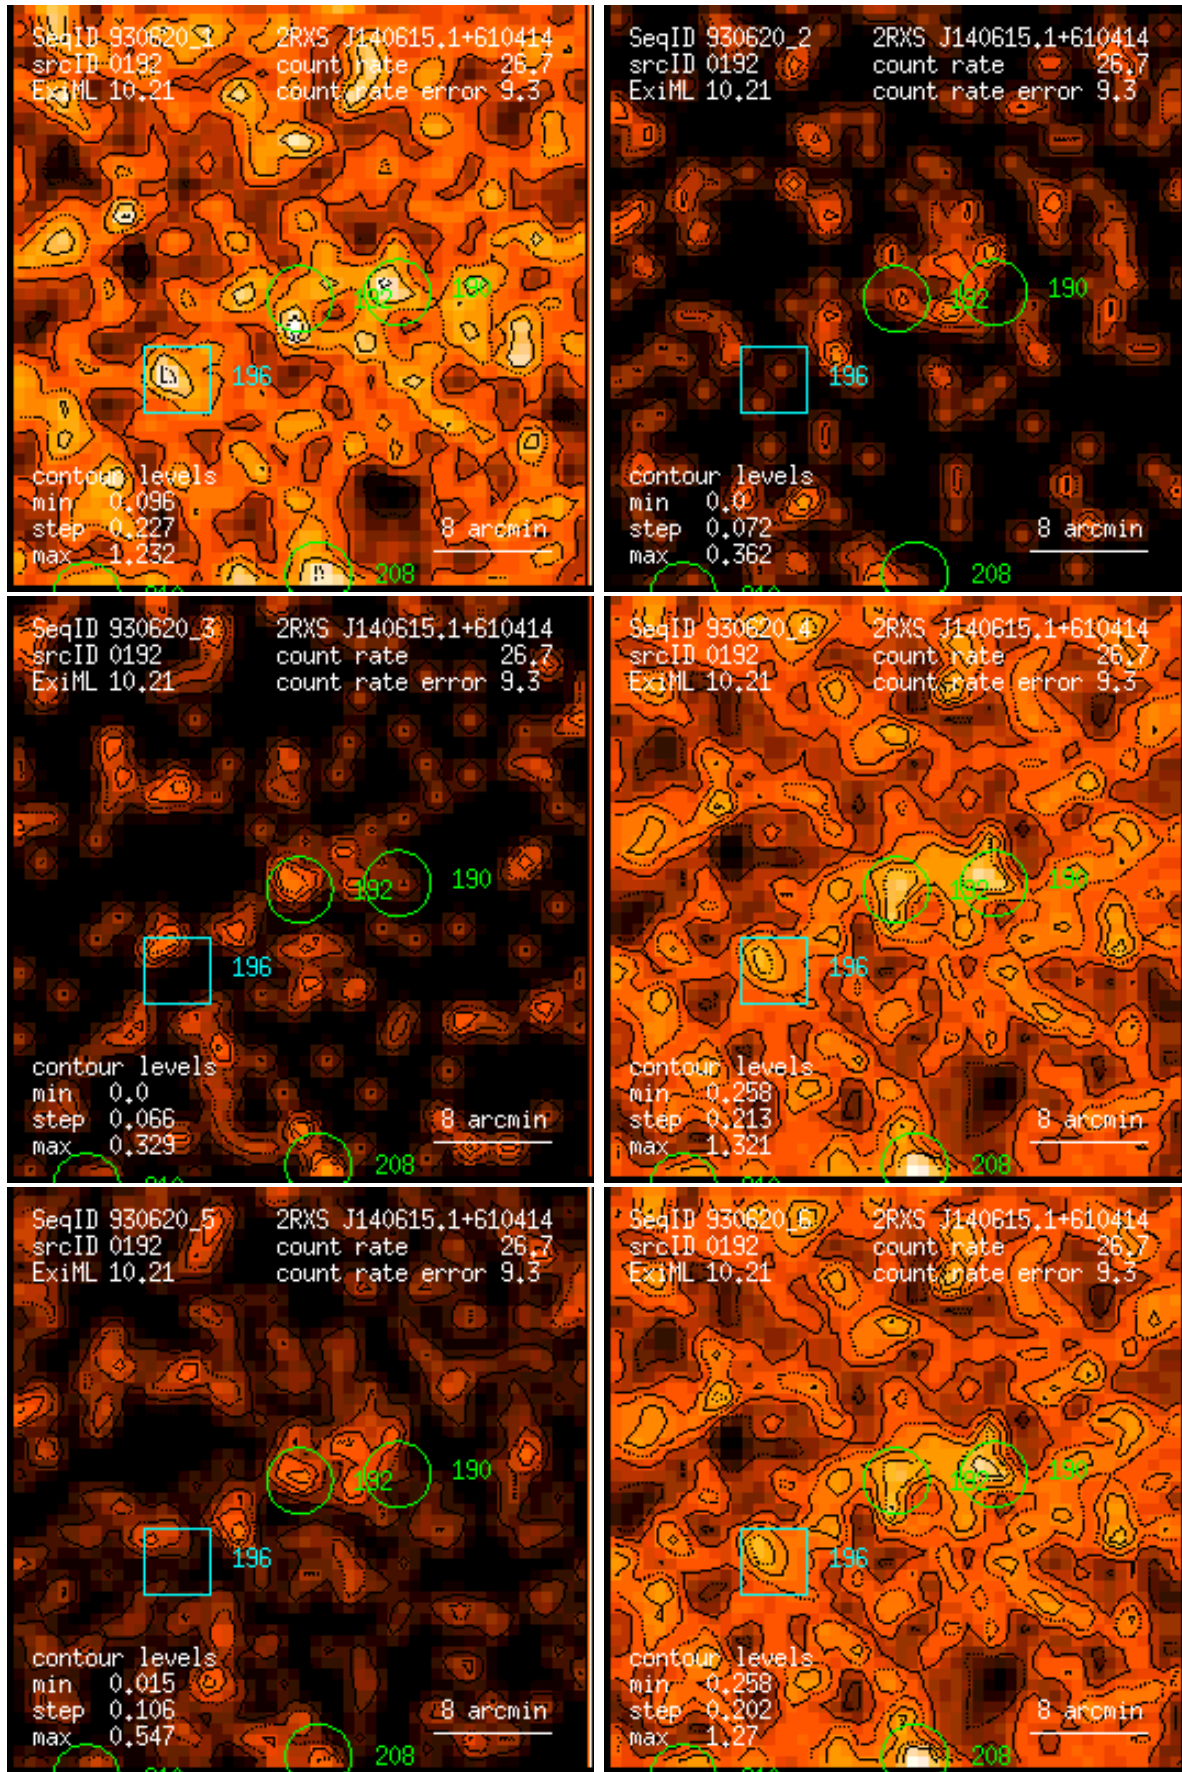 SeqID 930620_1 2RXS J140615.1+610414
srcID 0192 count rate 26.7
ExiML 10.21 count rate error 9.3
192 190
196
contour levels
min 0.096
step 0.227
max 1.232
8 arcmin
208
SeqID 930620_2 2RXS J140615.1+610414
srcID 0192 count rate 26.7
ExiML 10.21 count rate error 9.3
192 190
196
contour levels
min 0.0
step 0.072
max 0.362
8 arcmin
208
SeqID 930620_3 2RXS J140615.1+610414
srcID 0192 count rate 26.7
ExiML 10.21 count rate error 9.3
192 190
196
contour levels
min 0.0
step 0.066
max 0.329
8 arcmin
208
SeqID 930620_4 2RXS J140615.1+610414
srcID 0192 count rate 26.7
ExiML 10.21 count rate error 9.3
192 190
196
contour levels
min 0.258
step 0.213
max 1.321
8 arcmin
208
SeqID 930620_5 2RXS J140615.1+610414
srcID 0192 count rate 26.7
ExiML 10.21 count rate error 9.3
192 190
196
contour levels
min 0.015
step 0.106
max 0.547
8 arcmin
208
SeqID 930620_6 2RXS J140615.1+610414
srcID 0192 count rate 26.7
ExiML 10.21 count rate error 9.3
192 190
196
contour levels
min 0.258
step 0.202
max 1.27
8 arcmin
208